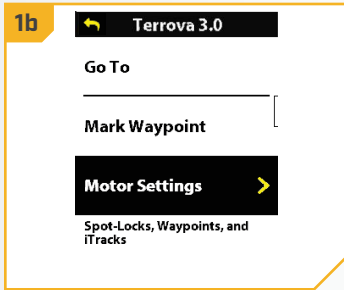 1b
Terrova 3.0
Go To
Mark Waypoint
Motor Settings
Spot-Locks, Waypoints, and
iTracks